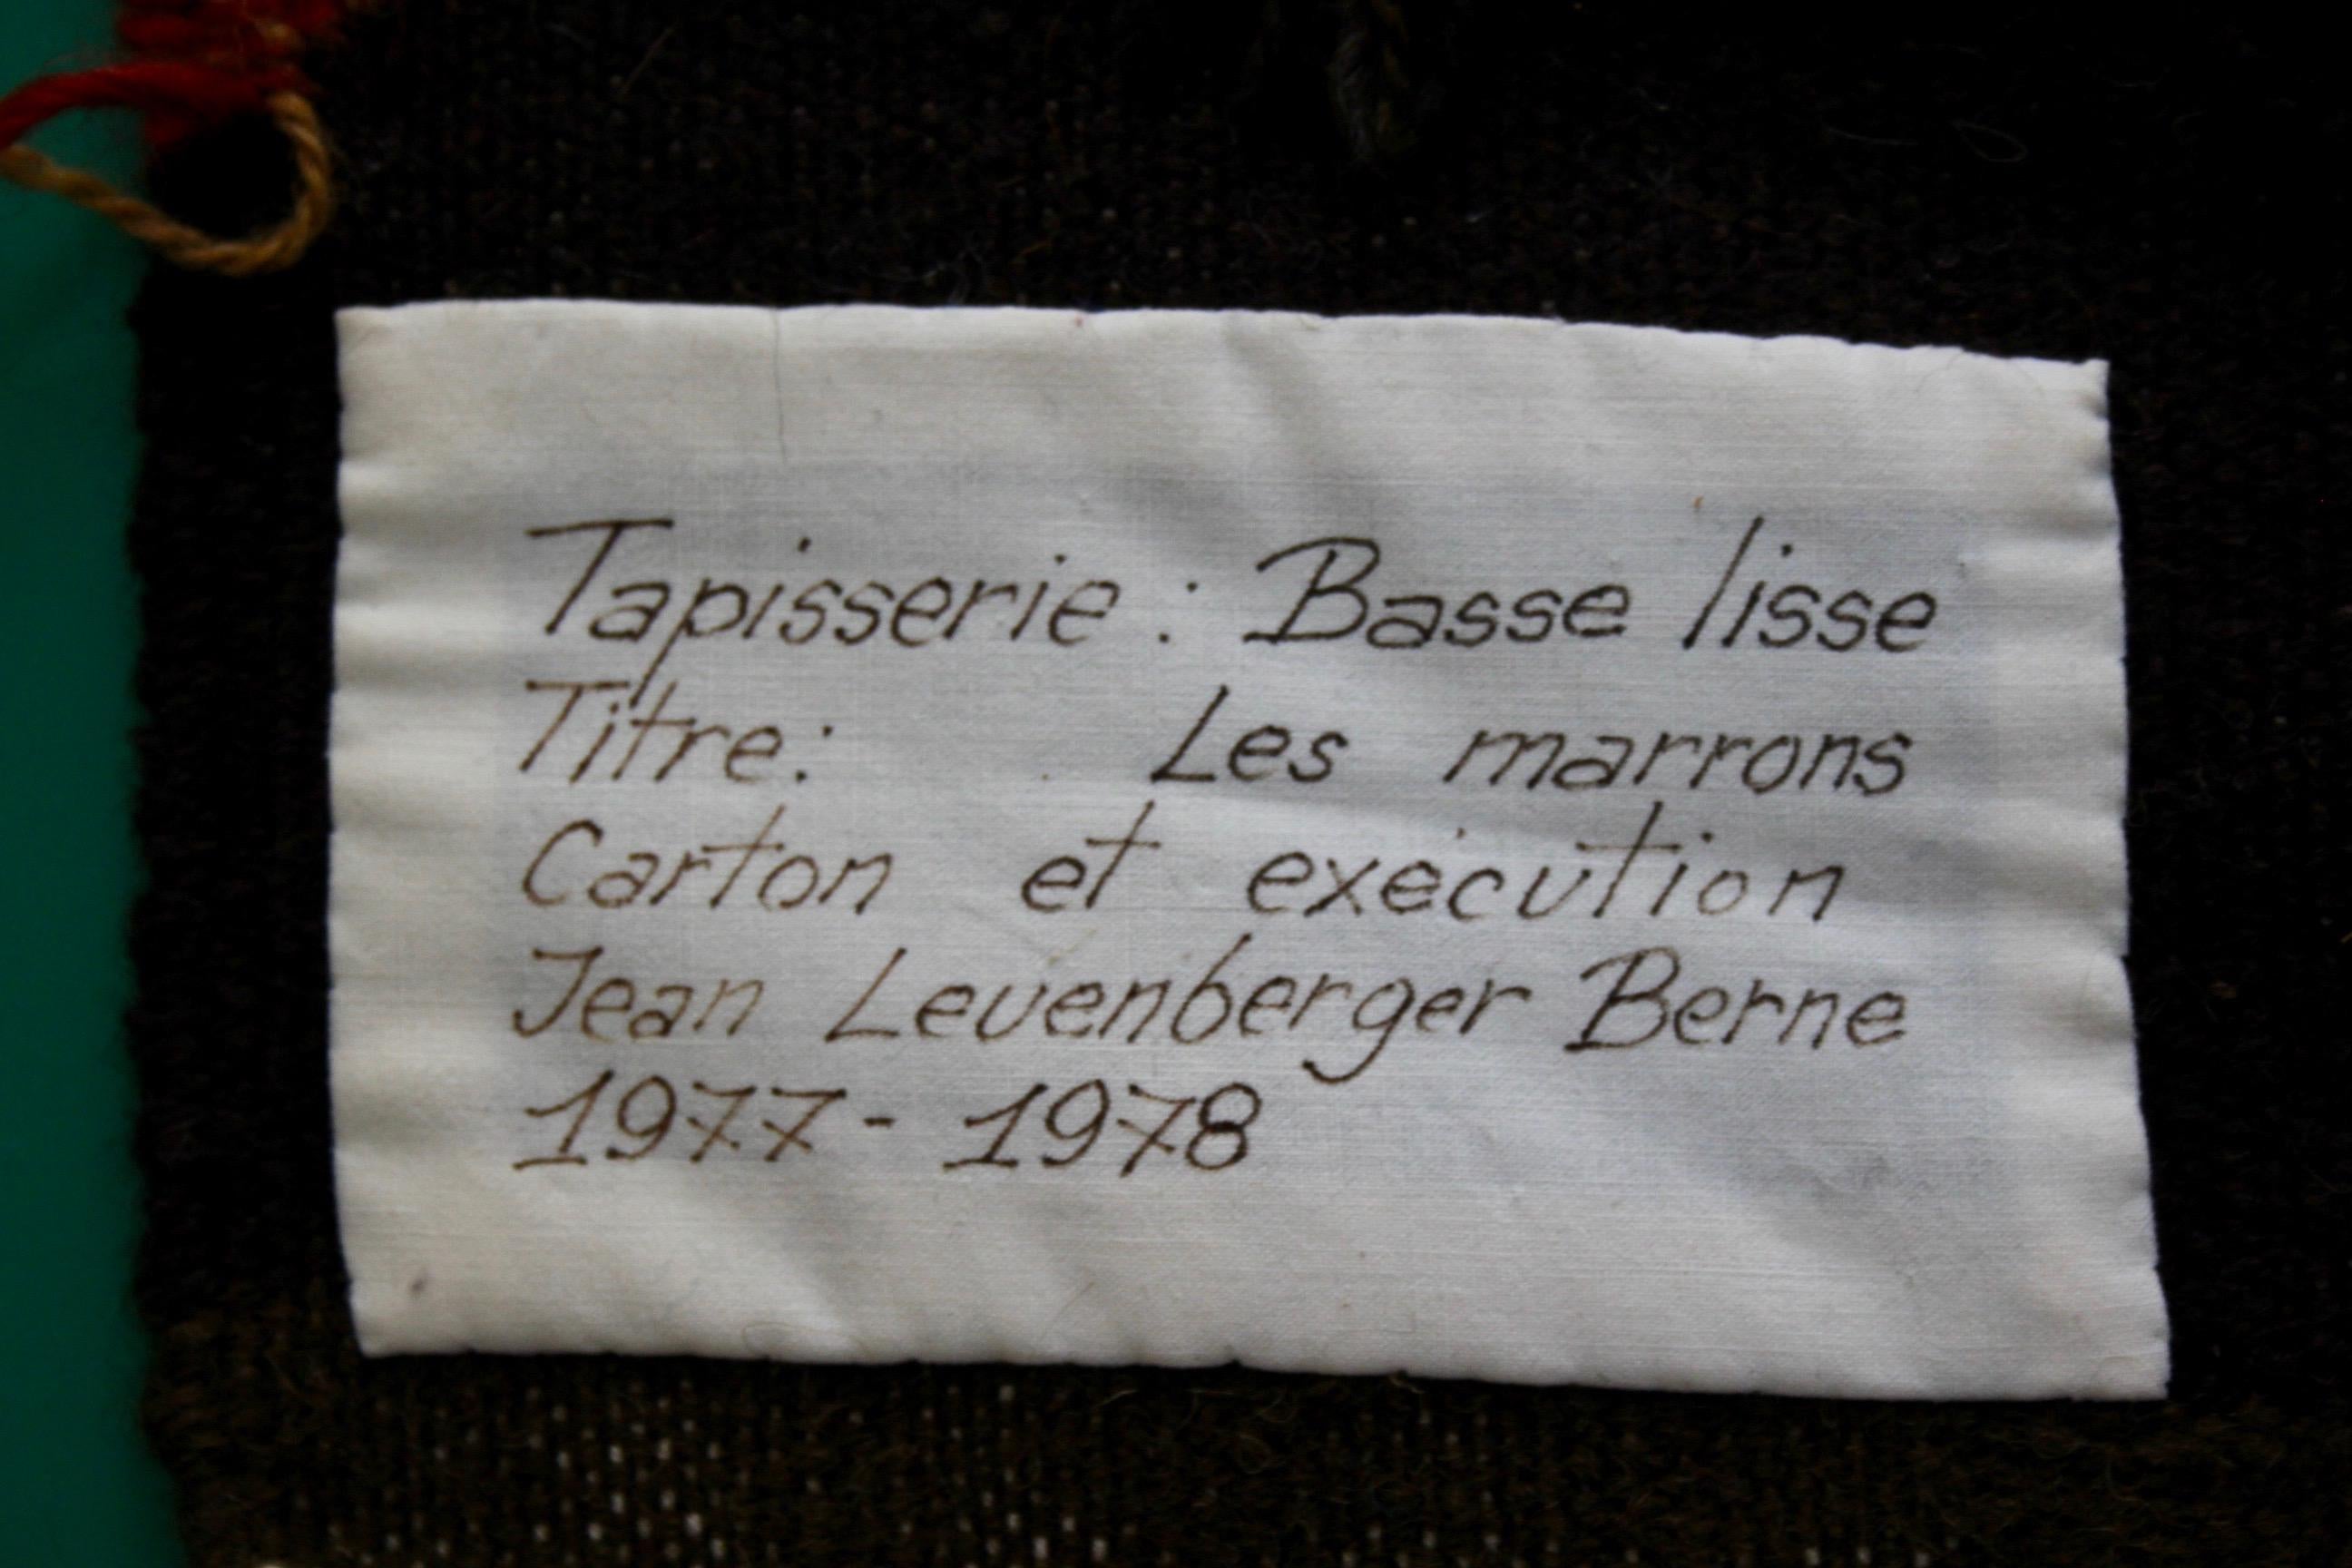 Tapisserie : Basse lisse
Titre: Les marrons
Carton et exécution
Jean Leuenberger Berne
1977 - 1978